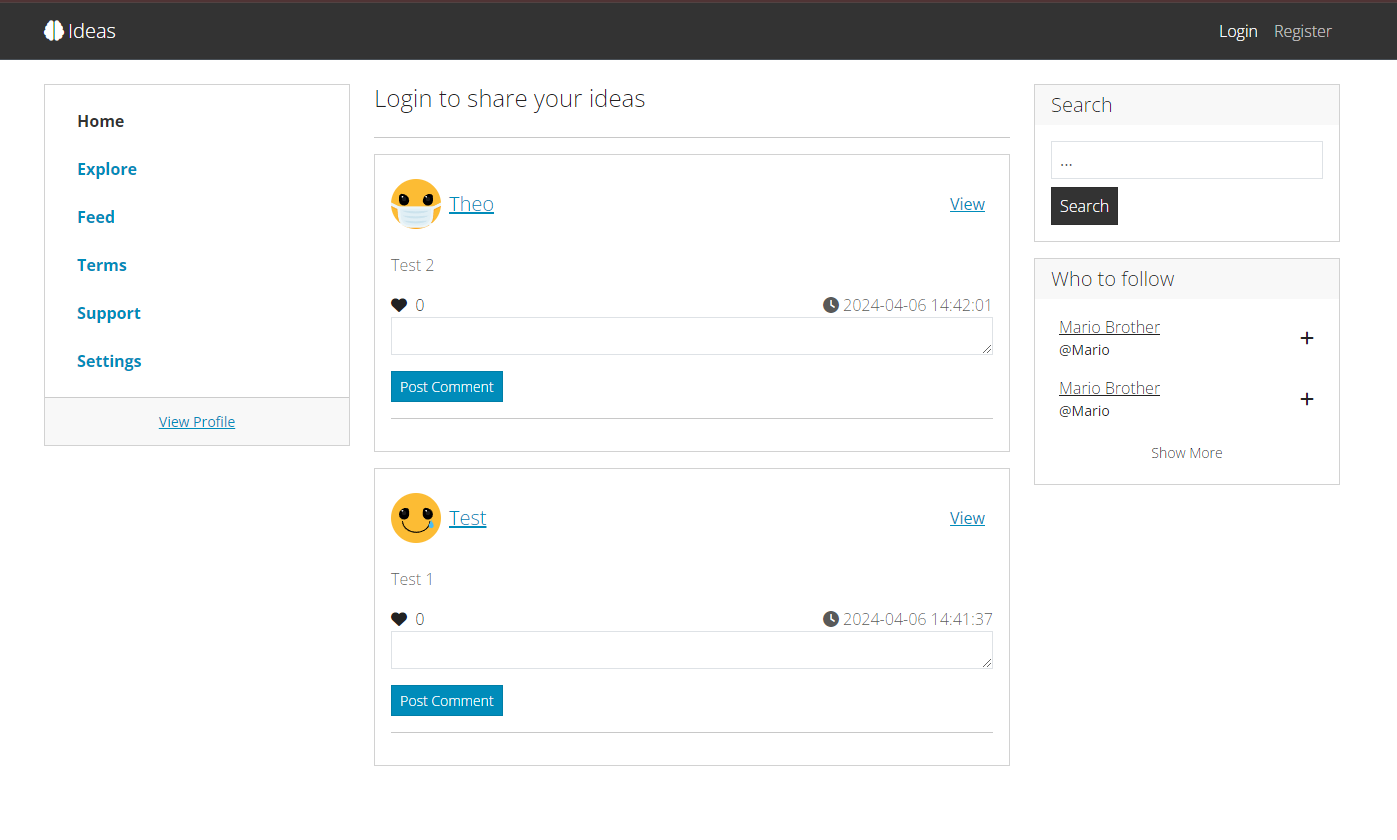 Ideas
Login Register
Home
Explore
Feed
Terms
Support
Settings
View Profile
Login to share your ideas
Theo View
Test 2
0 2024-04-06 14:42:01
Post Comment
Test View
Test 1
0 2024-04-06 14:41:37
Post Comment
Search
...
Search
Who to follow
Mario Brother
@Mario
+
Mario Brother
@Mario
+
Show More